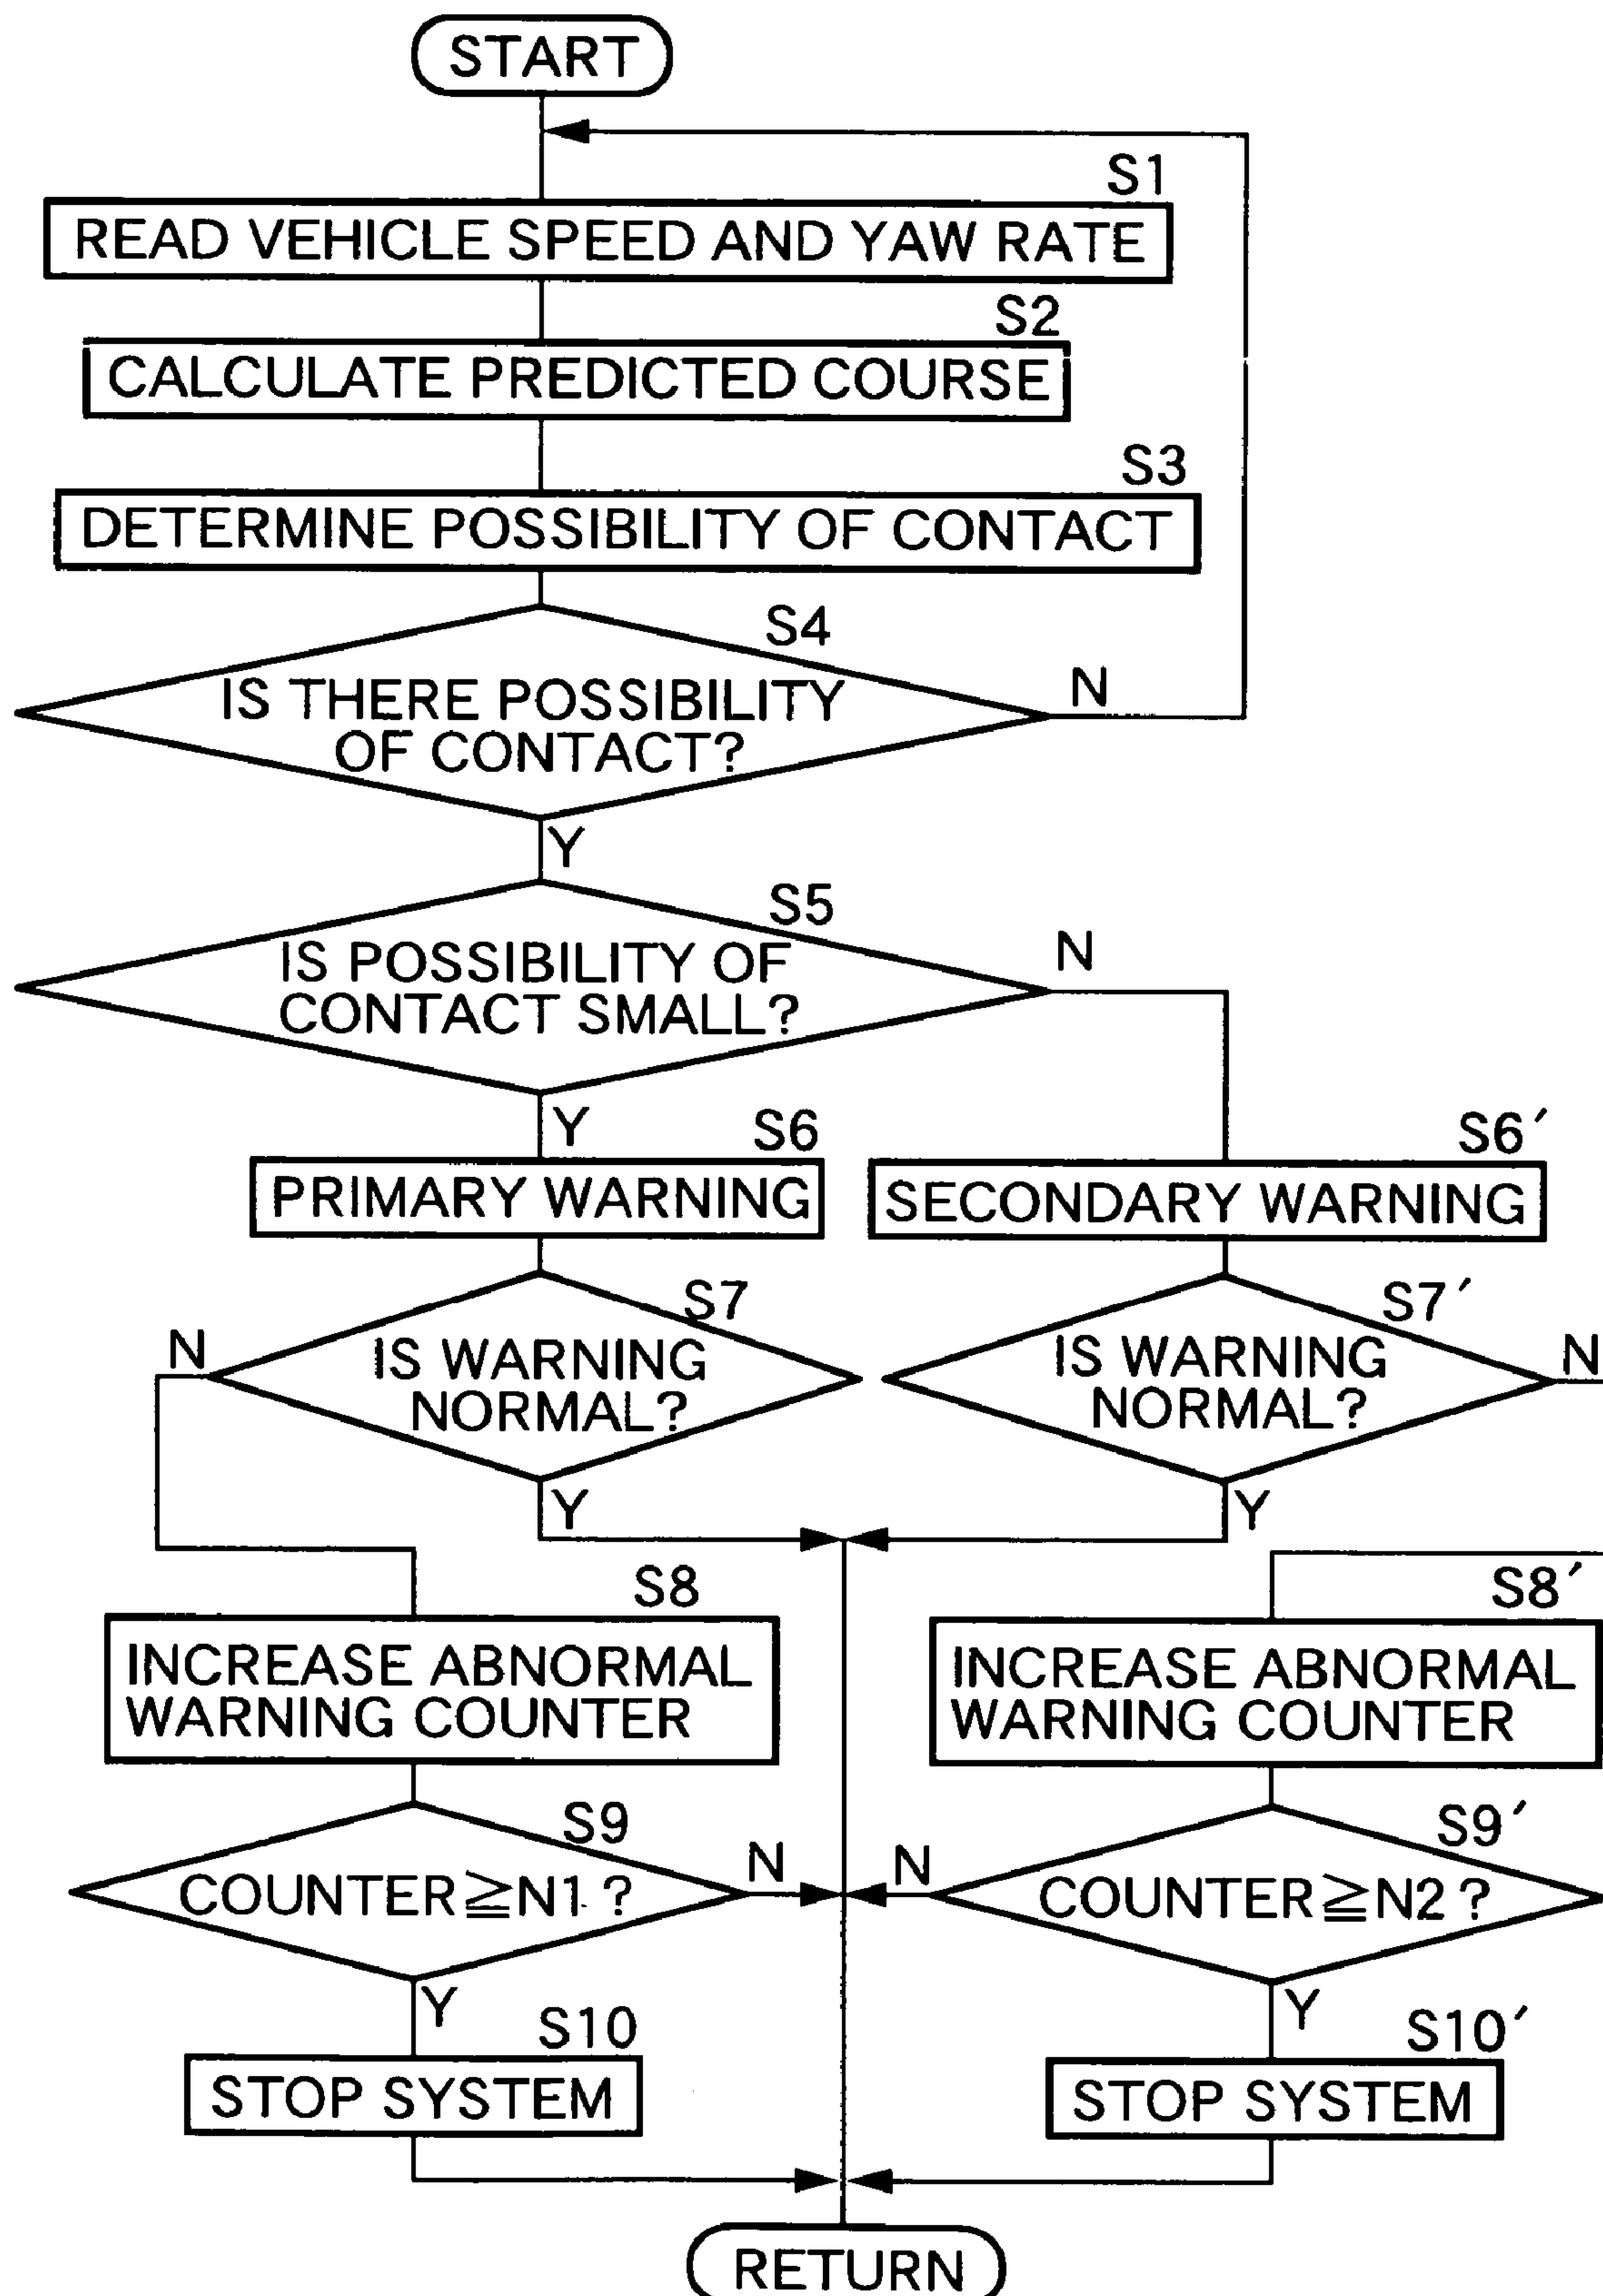 START
S1
READ VEHICLE SPEED AND YAW RATE
S2
CALCULATE PREDICTED COURSE
S3
DETERMINE POSSIBILITY OF CONTACT
S4
IS THERE POSSIBILITY
OF CONTACT?
N
Y
S5
IS POSSIBILITY OF
CONTACT SMALL?
N
Y
S6
PRIMARY WARNING
S6′
SECONDARY WARNING
S7
IS WARNING
NORMAL?
N
Y
S7′
IS WARNING
NORMAL?
N
Y
S8
INCREASE ABNORMAL
WARNING COUNTER
S8′
INCREASE ABNORMAL
WARNING COUNTER
S9
COUNTER≧N1?
N
Y
S9′
COUNTER≧N2?
N
Y
S10
STOP SYSTEM
S10′
STOP SYSTEM
RETURN